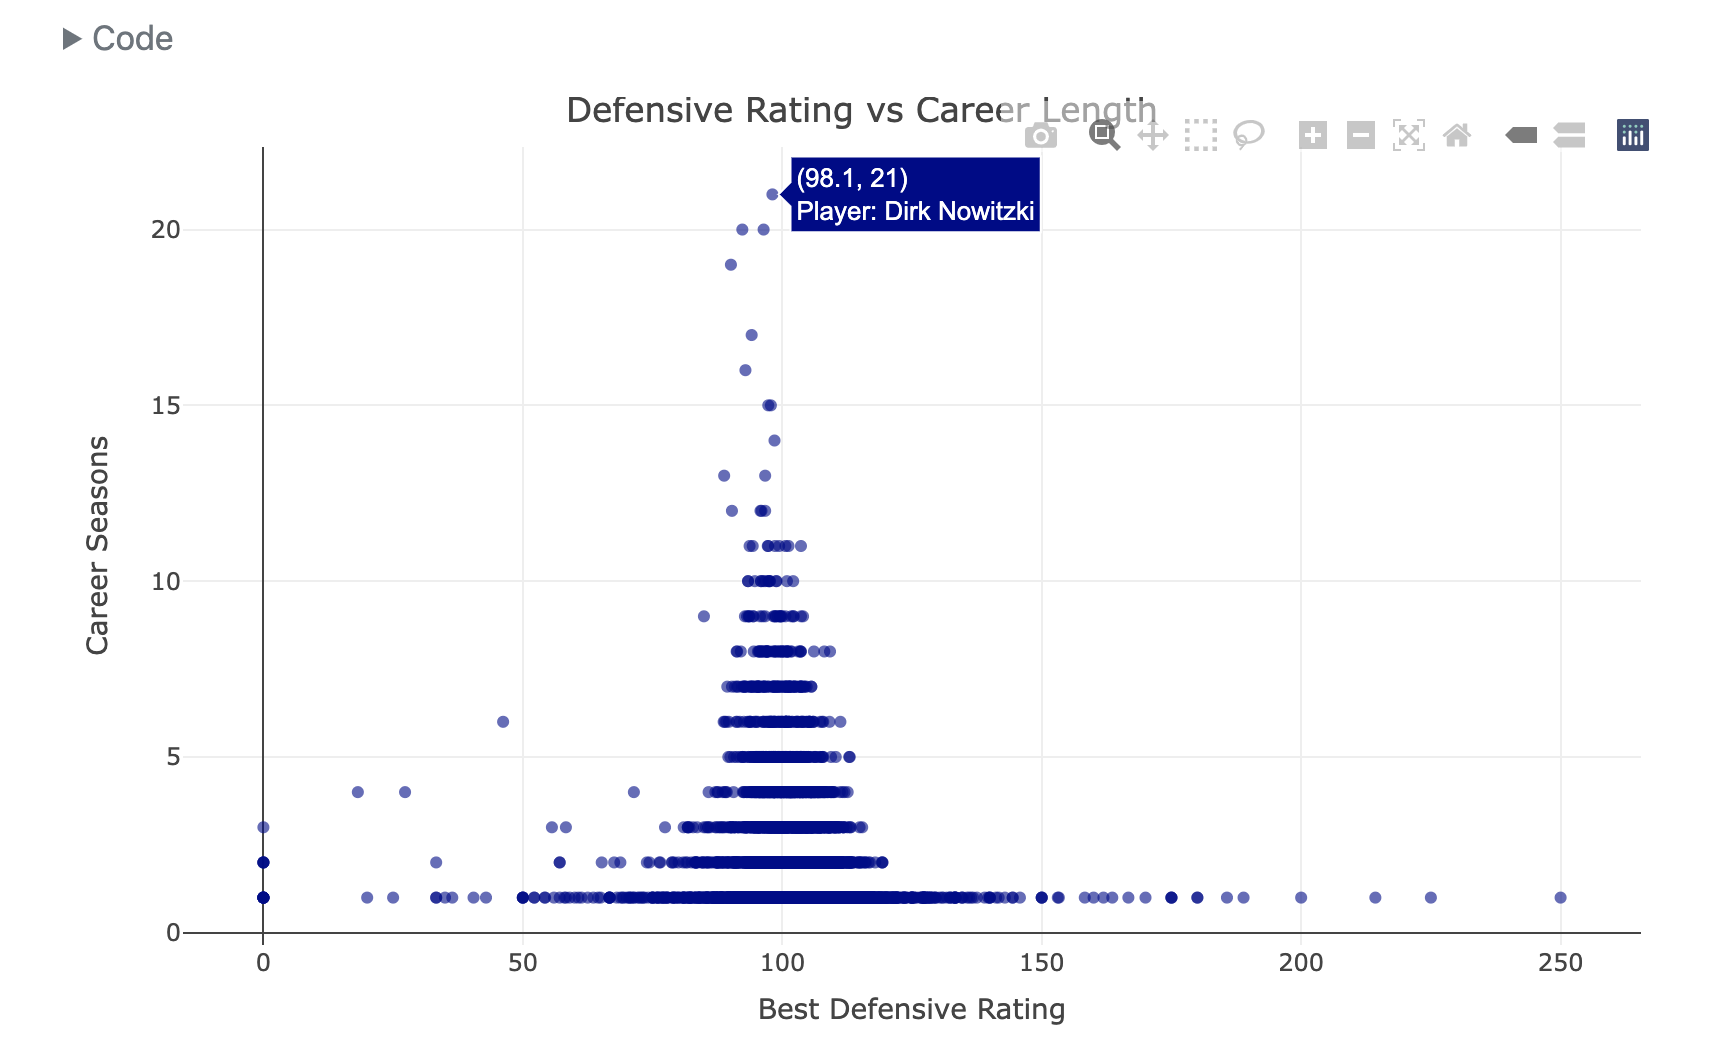 ▶ Code
Defensive Rating vs Career Length
(98.1, 21)
Player: Dirk Nowitzki
Career Seasons
20
15
10
5
0
0 50 100 150 200 250
Best Defensive Rating